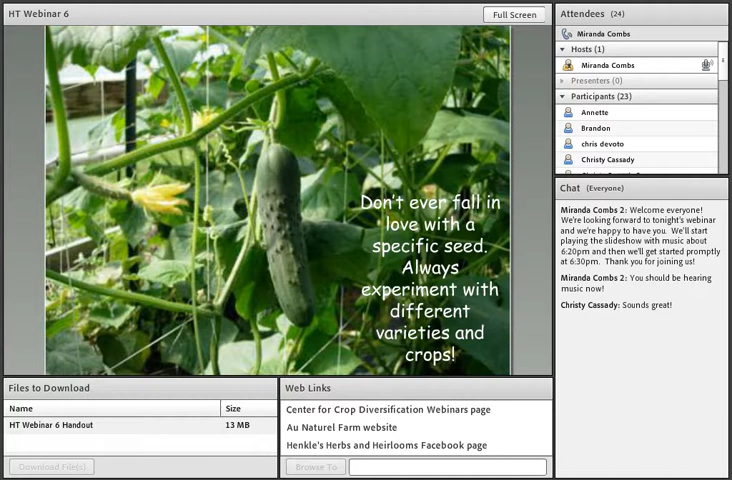 HT Webinar 6
Full Screen
Don't ever fall in
love with a
specific seed.
Always
experiment with
different
varieties and
crops!
Files to Download
Name Size
HT Webinar 6 Handout 13 MB
Download File(s)
Web Links
Center for Crop Diversification Webinars page
Au Naturel Farm website
Henkle's Herbs and Heirlooms Facebook page
Browse To
Attendees (24)
Miranda Combs
Hosts (1)
Miranda Combs
Presenters (0)
Participants (23)
Annette
Brandon
chris devoto
Christy Cassady
Chat (Everyone)
Miranda Combs 2: Welcome everyone!
We're looking forward to tonight's webinar
and we're happy to have you. We'll start
playing the slideshow with music about
6:20pm and then we'll get started promptly
at 6:30pm. Thank you for joining us!
Miranda Combs 2: You should be hearing
music now!
Christy Cassady: Sounds great!